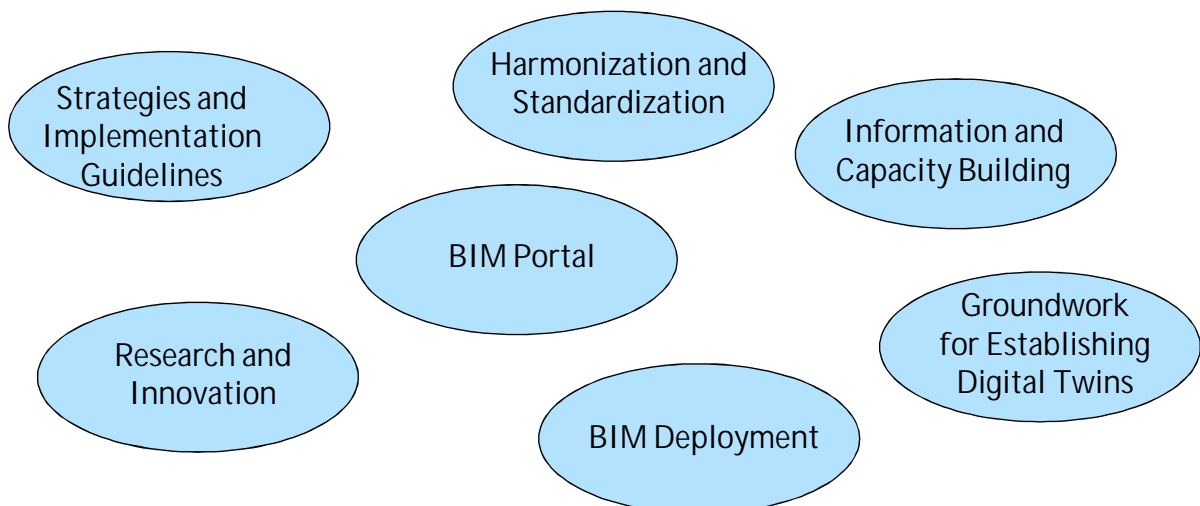 Harmonization and
Standardization
Strategies and
Implementation
Guidelines
Information and
Capacity Building
BIM Portal
Groundwork
for Establishing
Digital Twins
Research and
Innovation
BIM Deployment